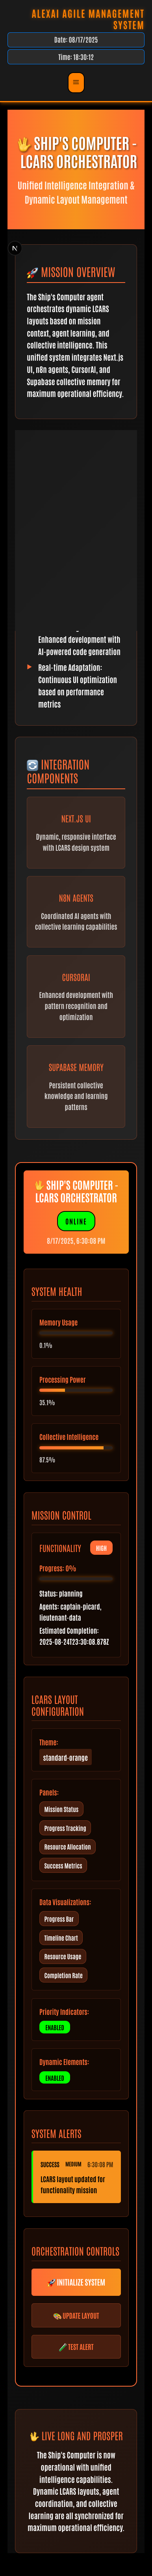 ALEXAI AGILE MANAGEMENT
SYSTEM
Date: 08/17/2025
Time: 18:30:12
🖖 SHIP'S COMPUTER -
LCARS ORCHESTRATOR
Unified Intelligence Integration &
Dynamic Layout Management
N
🚀 MISSION OVERVIEW
The Ship's Computer agent
orchestrates dynamic LCARS
layouts based on mission
context, agent learning, and
collective intelligence. This
unified system integrates Next.js
UI, n8n agents, CursorAI, and
Supabase collective memory for
maximum operational efficiency.
Enhanced development with
AI-powered code generation
▶ Real-time Adaptation:
Continuous UI optimization
based on performance
metrics
🔄 INTEGRATION
COMPONENTS
NEXT.JS UI
Dynamic, responsive interface
with LCARS design system
N8N AGENTS
Coordinated AI agents with
collective learning capabilities
CURSORAI
Enhanced development with
pattern recognition and
optimization
SUPABASE MEMORY
Persistent collective
knowledge and learning
patterns
🖖 SHIP'S COMPUTER -
LCARS ORCHESTRATOR
ONLINE
8/17/2025, 6:30:08 PM
SYSTEM HEALTH
Memory Usage
0.1%
Processing Power
35.1%
Collective Intelligence
87.5%
MISSION CONTROL
FUNCTIONALITY HIGH
Progress: 0%
Status: planning
Agents: captain-picard,
lieutenant-data
Estimated Completion:
2025-08-24T23:30:08.878Z
LCARS LAYOUT
CONFIGURATION
Theme:
standard-orange
Panels:
Mission Status
Progress Tracking
Resource Allocation
Success Metrics
Data Visualizations:
Progress Bar
Timeline Chart
Resource Usage
Completion Rate
Priority Indicators:
ENABLED
Dynamic Elements:
ENABLED
SYSTEM ALERTS
SUCCESS MEDIUM 6:30:08 PM
LCARS layout updated for
functionality mission
ORCHESTRATION CONTROLS
🚀 INITIALIZE SYSTEM
🎨 UPDATE LAYOUT
🧪 TEST ALERT
🖖 LIVE LONG AND PROSPER
The Ship's Computer is now
operational with unified
intelligence capabilities.
Dynamic LCARS layouts, agent
coordination, and collective
learning are all synchronized for
maximum operational efficiency.